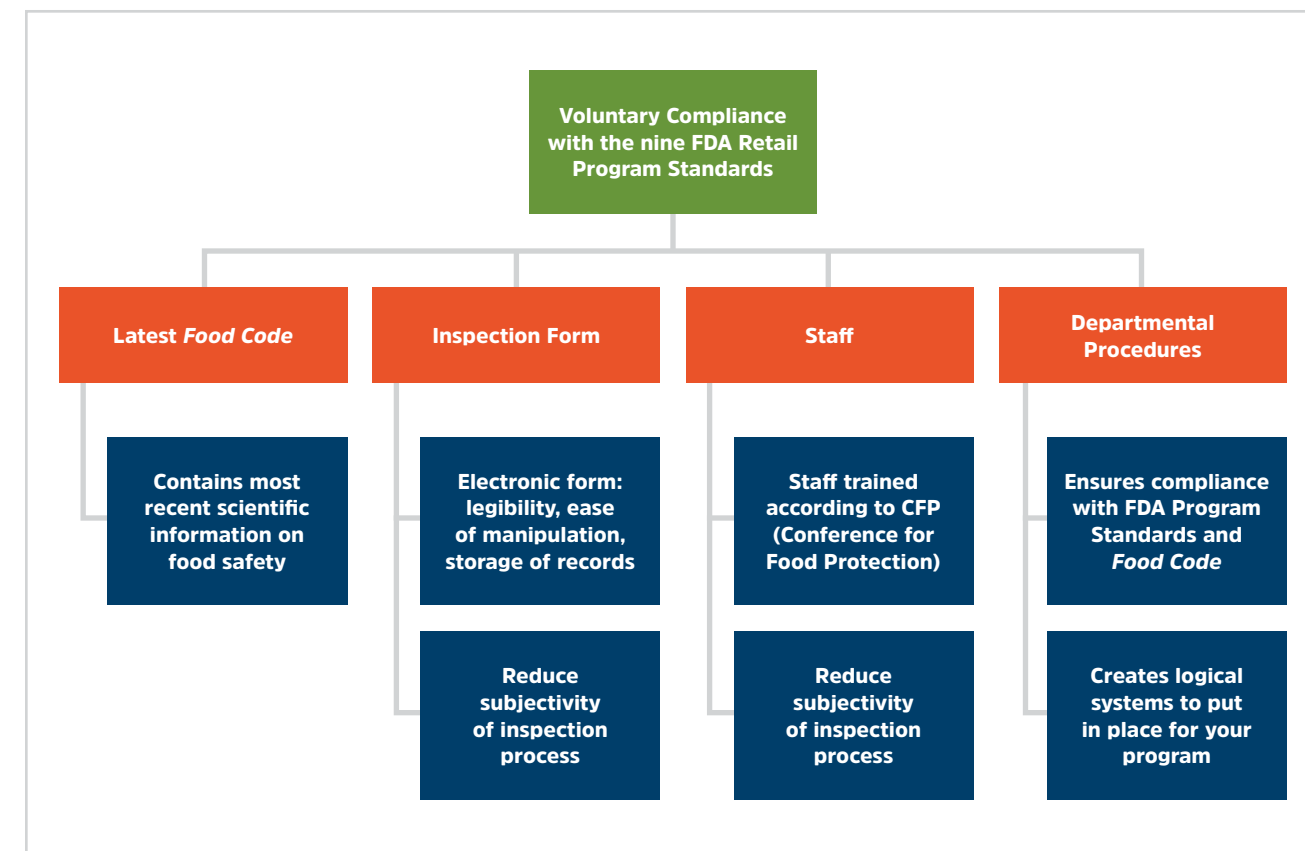 Voluntary Compliance
with the nine FDA Retail
Program Standards
Latest Food Code
Inspection Form
Staff
Departmental
Procedures
Contains most
recent scientific
information on
food safety
Electronic form:
legibility, ease
of manipulation,
storage of records
Staff trained
according to CFP
(Conference for
Food Protection)
Ensures compliance
with FDA Program
Standards and
Food Code
Reduce
subjectivity
of inspection
process
Reduce
subjectivity
of inspection
process
Creates logical
systems to put
in place for your
program